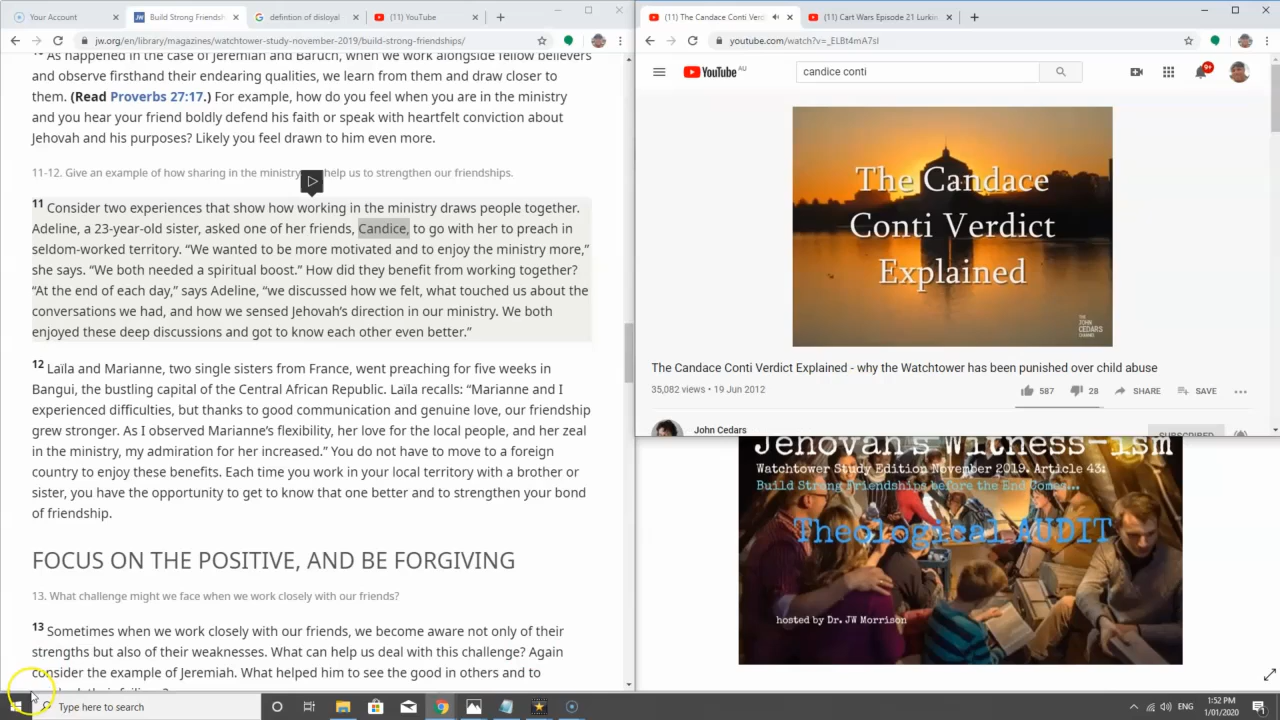 Your Account
Build Strong Friendsh
defintion of disloyal
(11) YouTube
jw.org/en/library/magazines/watchtower-study-november-2019/build-strong-friendships/
As happened in the case of Jeremiah and Baruch, when we work alongside fellow believers
and observe firsthand their endearing qualities, we learn from them and draw closer to
them. (Read Proverbs 27:17.) For example, how do you feel when you are in the ministry
and you hear your friend boldly defend his faith or speak with heartfelt conviction about
Jehovah and his purposes? Likely you feel drawn to him even more.
11-12. Give an example of how sharing in the ministry help us to strengthen our friendships.
11 Consider two experiences that show how working in the ministry draws people together.
Adeline, a 23-year-old sister, asked one of her friends, Candice, to go with her to preach in
seldom-worked territory. “We wanted to be more motivated and to enjoy the ministry more,”
she says. “We both needed a spiritual boost.” How did they benefit from working together?
“At the end of each day,” says Adeline, “we discussed how we felt, what touched us about the
conversations we had, and how we sensed Jehovah’s direction in our ministry. We both
enjoyed these deep discussions and got to know each other even better.”
12 Laïla and Marianne, two single sisters from France, went preaching for five weeks in
Bangui, the bustling capital of the Central African Republic. Laïla recalls: “Marianne and I
experienced difficulties, but thanks to good communication and genuine love, our friendship
grew stronger. As I observed Marianne’s flexibility, her love for the local people, and her zeal
in the ministry, my admiration for her increased.” You do not have to move to a foreign
country to enjoy these benefits. Each time you work in your local territory with a brother or
sister, you have the opportunity to get to know that one better and to strengthen your bond
of friendship.
FOCUS ON THE POSITIVE, AND BE FORGIVING
13. What challenge might we face when we work closely with our friends?
13 Sometimes when we work closely with our friends, we become aware not only of their
strengths but also of their weaknesses. What can help us deal with this challenge? Again
consider the example of Jeremiah. What helped him to see the good in others and to
(11) The Candace Conti Verd
(11) Cart Wars Episode 21 Lurkin
youtube.com/watch?v=_ELBt4mA7sI
YouTube AU
candice conti
9+
The Candace
Conti Verdict
Explained
THE
JOHN
CEDARS
CHANNEL
The Candace Conti Verdict Explained - why the Watchtower has been punished over child abuse
35,082 views • 19 Jun 2012
587
28
SHARE
SAVE
John Cedars
SUBSCRIBED
Jehovah's Witness-ism
Watchtower Study Edition November 2019. Article 43:
Build Strong Friendships before the End Comes...
Theological AUDIT
hosted by Dr. JW Morrison
Type here to search
ENG
1:52 PM
1/01/2020
1